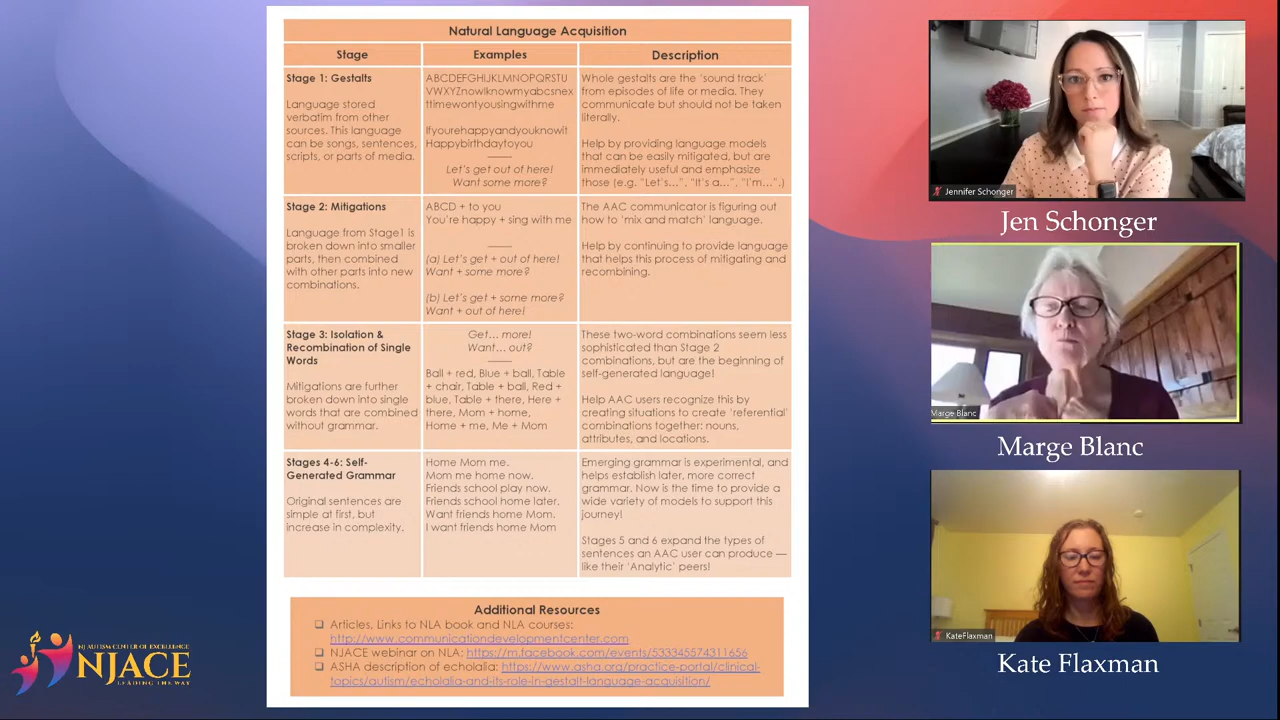 Natural Language Acquisition
Stage
Examples
Description
Stage 1: Gestalts
Language stored
verbatim from other
sources. This language
can be songs, sentences,
scripts, or parts of media.
ABCDEFGHIJKLMNOPQRSTU
VWXYZnowIknowmyabcsnex
ttimewontyousingwithme
IfyourehappyandyouknowIt
Happybirthdaytoyou
Let's get out of here!
Want some more?
Whole gestalts are the 'sound track'
from episodes of life or media. They
communicate but should not be taken
literally.
Help by providing language models
that can be easily mitigated, but are
immediately useful and emphasize
those (e.g. "Let's…", "It's a…", "I'm…".)
Stage 2: Mitigations
Language from Stage1 is
broken down into smaller
parts, then combined
with other parts into new
combinations.
ABCD + to you
You're happy + sing with me
(a) Let's get + out of here!
Want + some more?
(b) Let's get + some more?
Want + out of here!
The AAC communicator is figuring out
how to 'mix and match' language.
Help by continuing to provide language
that helps this process of mitigating and
recombining.
Stage 3: Isolation &
Recombination of Single
Words
Mitigations are further
broken down into single
words that are combined
without grammar.
Get… more!
Want… out?
Ball + red, Blue + ball, Table
+ chair, Table + ball, Red +
blue, Table + there, Here +
there, Mom + home,
Home + me, Me + Mom
These two-word combinations seem less
sophisticated than Stage 2
combinations, but are the beginning of
self-generated language!
Help AAC users recognize this by
creating situations to create 'referential'
combinations together: nouns,
attributes, and locations.
Stages 4-6: Self-
Generated Grammar
Original sentences are
simple at first, but
increase in complexity.
Home Mom me.
Mom me home now.
Friends school play now.
Friends school home later.
Want friends home Mom.
I want friends home Mom
Emerging grammar is experimental, and
helps establish later, more correct
grammar. Now is the time to provide a
wide variety of models to support this
journey!
Stages 5 and 6 expand the types of
sentences an AAC user can produce —
like their 'Analytic' peers!
Additional Resources
❑ Articles, Links to NLA book and NLA courses:
http://www.communicationdevelopmentcenter.com
❑ NJACE webinar on NLA: https://m.facebook.com/events/533345574311656
❑ ASHA description of echolalia: https://www.asha.org/practice-portal/clinical-
topics/autism/echolalia-and-its-role-in-gestalt-language-acquisition/
NJ AUTISM CENTER OF EXCELLENCE
NJACE
LEADING THE WAY
Jennifer Schonger
Jen Schonger
Marge Blanc
Marge Blanc
KateFlaxman
Kate Flaxman